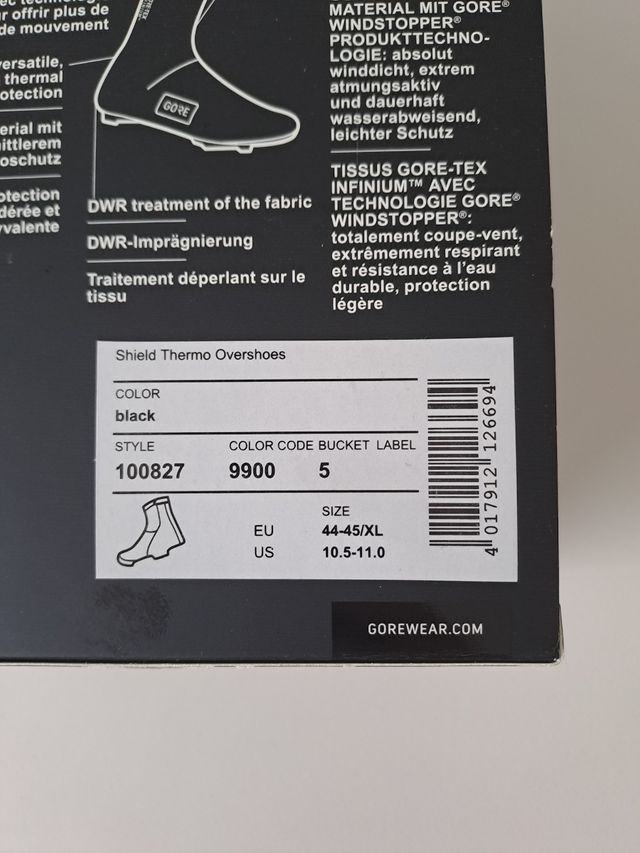 r offrir plus de
de mouvement
versatile,
thermal
otection
erial mit
ittlerem
oschutz
otection
dérée et
valente
GORE
DWR treatment of the fabric
DWR-Imprägnierung
Traitement déperlant sur le
tissu
MATERIAL MIT GORE®
WINDSTOPPER®
PRODUKTTECHNO-
LOGIE: absolut
winddicht, extrem
atmungsaktiv
und dauerhaft
wasserabweisend,
leichter Schutz
TISSUS GORE-TEX
INFINIUM™ AVEC
TECHNOLOGIE GORE®
WINDSTOPPER®:
totalement coupe-vent,
extrêmement respirant
et résistance à l'eau
durable, protection
légère
Shield Thermo Overshoes
COLOR
black
STYLE COLOR CODE BUCKET LABEL
100827 9900 5
SIZE
EU 44-45/XL
US 10.5-11.0
4 017912 126694
GOREWEAR.COM